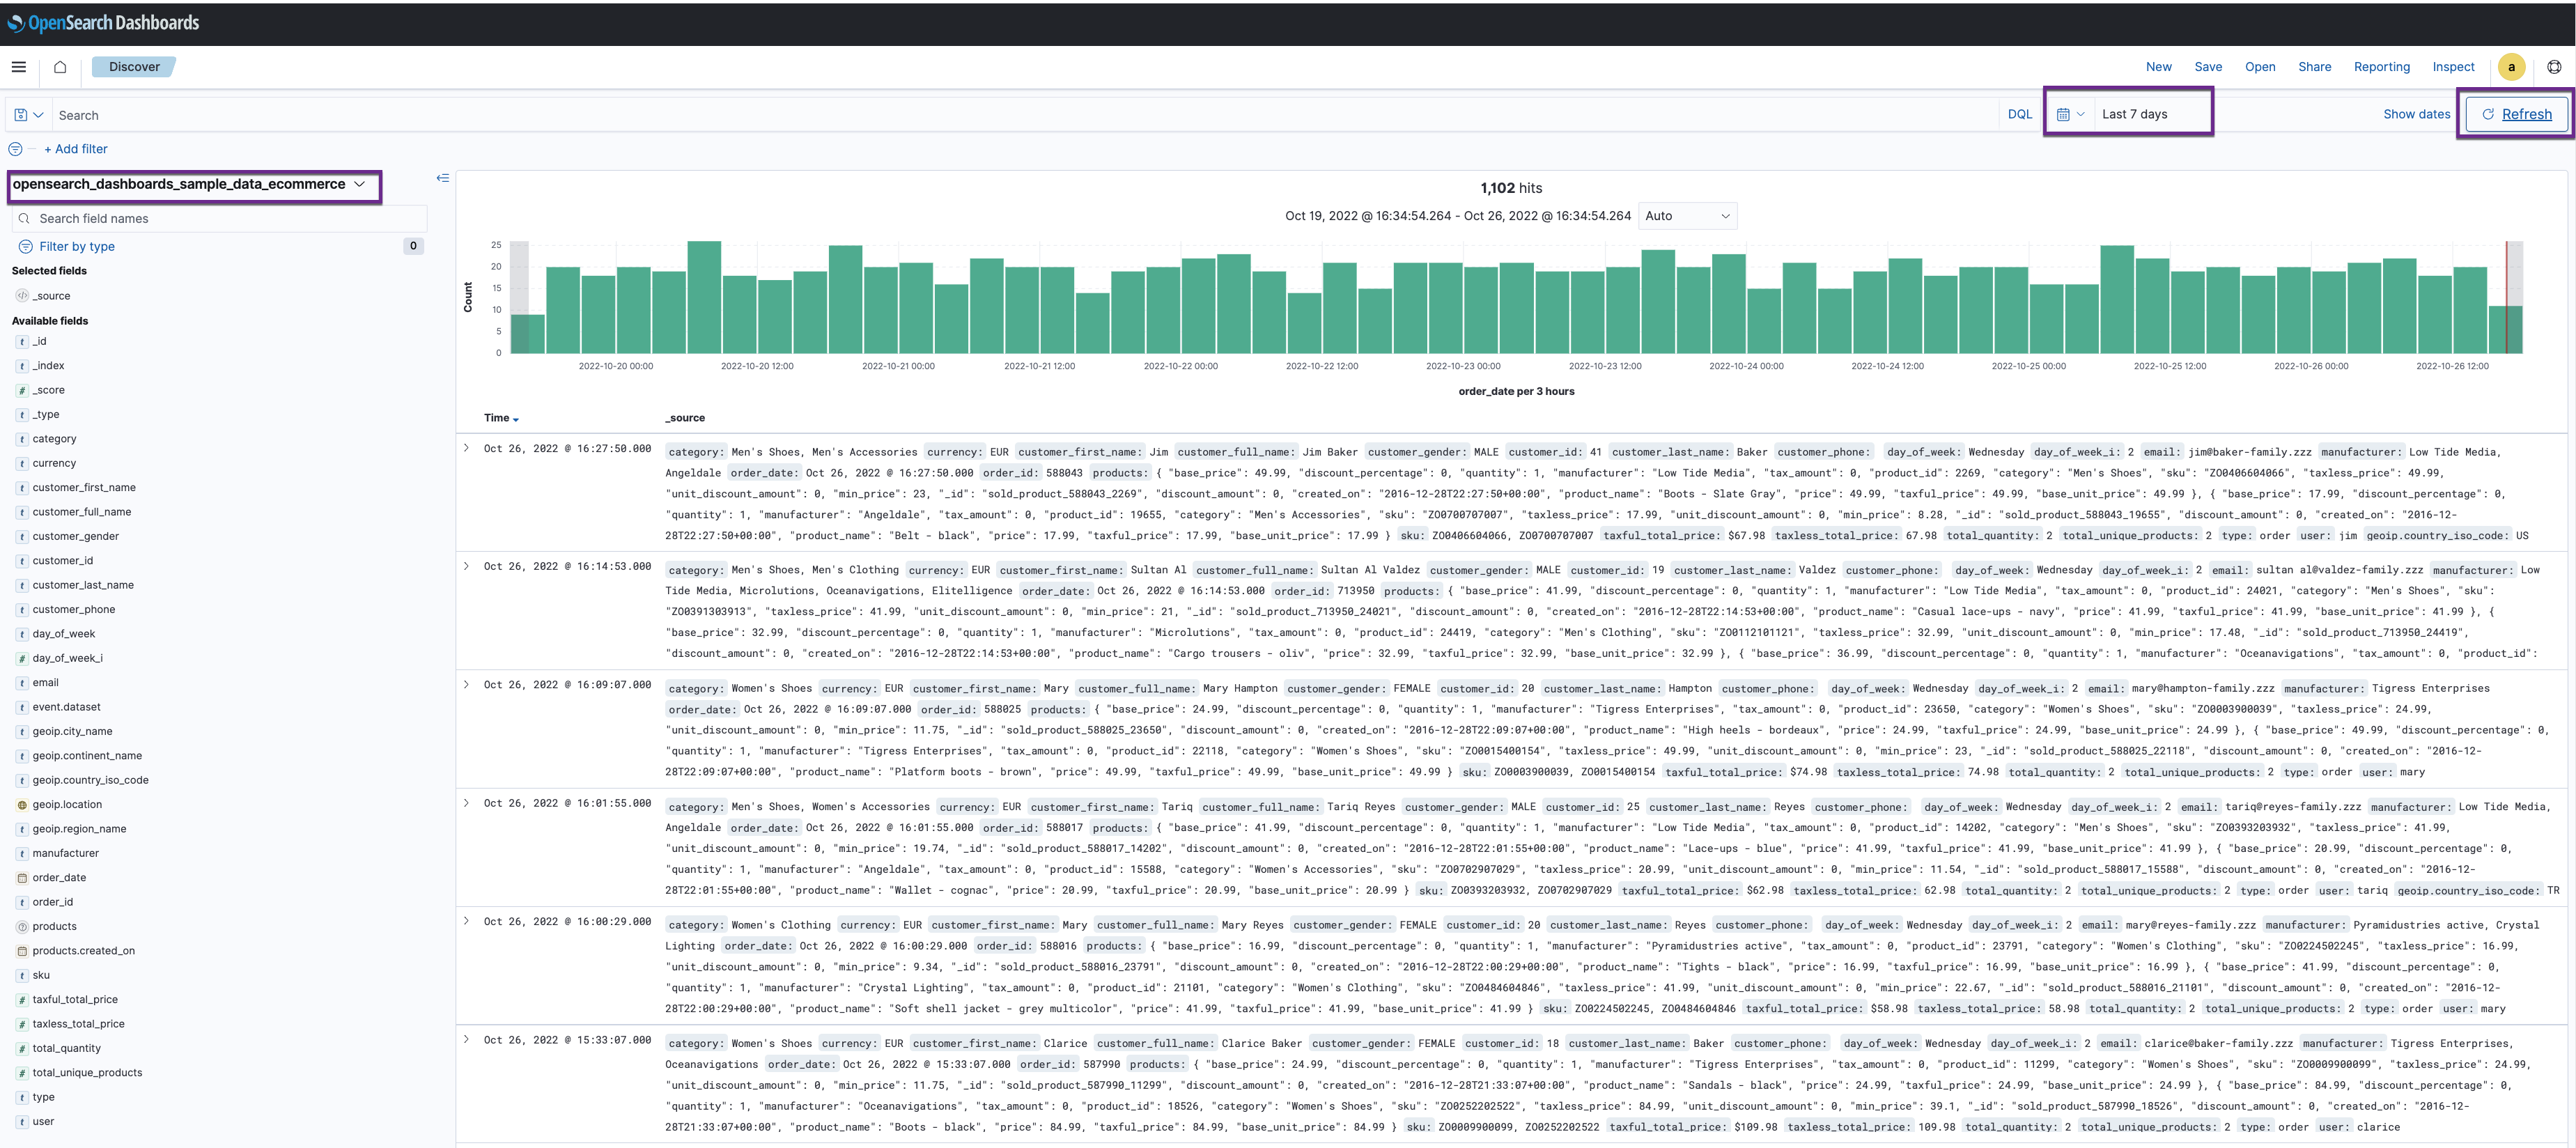 OpenSearch Dashboards
Discover
New Save Open Share Reporting Inspect a
Search DQL Last 7 days Show dates Refresh
+ Add filter
opensearch_dashboards_sample_data_ecommerce
Search field names
Filter by type 0
Selected fields
_source
Available fields
t _id
t _index
# _score
t _type
t category
t currency
t customer_first_name
t customer_full_name
t customer_gender
t customer_id
t customer_last_name
t customer_phone
t day_of_week
# day_of_week_i
t email
t event.dataset
t geoip.city_name
t geoip.continent_name
t geoip.country_iso_code
geoip.location
t geoip.region_name
t manufacturer
order_date
t order_id
products
products.created_on
t sku
# taxful_total_price
# taxless_total_price
# total_quantity
# total_unique_products
t type
t user
1,102 hits
Oct 19, 2022 @ 16:34:54.264 - Oct 26, 2022 @ 16:34:54.264 Auto
Count
25
20
15
10
5
0
2022-10-20 00:00 2022-10-20 12:00 2022-10-21 00:00 2022-10-21 12:00 2022-10-22 00:00 2022-10-22 12:00 2022-10-23 00:00 2022-10-23 12:00 2022-10-24 00:00 2022-10-24 12:00 2022-10-25 00:00 2022-10-25 12:00 2022-10-26 00:00 2022-10-26 12:00
order_date per 3 hours
Time _source
Oct 26, 2022 @ 16:27:50.000 category: Men's Shoes, Men's Accessories currency: EUR customer_first_name: Jim customer_full_name: Jim Baker customer_gender: MALE customer_id: 41 customer_last_name: Baker customer_phone: day_of_week: Wednesday day_of_week_i: 2 email: jim@baker-family.zzz manufacturer: Low Tide Media,
Angeldale order_date: Oct 26, 2022 @ 16:27:50.000 order_id: 588043 products: { "base_price": 49.99, "discount_percentage": 0, "quantity": 1, "manufacturer": "Low Tide Media", "tax_amount": 0, "product_id": 2269, "category": "Men's Shoes", "sku": "ZO0406604066", "taxless_price": 49.99,
"unit_discount_amount": 0, "min_price": 23, "_id": "sold_product_588043_2269", "discount_amount": 0, "created_on": "2016-12-28T22:27:50+00:00", "product_name": "Boots - Slate Gray", "price": 49.99, "taxful_price": 49.99, "base_unit_price": 49.99 }, { "base_price": 17.99, "discount_percentage": 0,
"quantity": 1, "manufacturer": "Angeldale", "tax_amount": 0, "product_id": 19655, "category": "Men's Accessories", "sku": "ZO0700707007", "taxless_price": 17.99, "unit_discount_amount": 0, "min_price": 8.28, "_id": "sold_product_588043_19655", "discount_amount": 0, "created_on": "2016-12-
28T22:27:50+00:00", "product_name": "Belt - black", "price": 17.99, "taxful_price": 17.99, "base_unit_price": 17.99 } sku: ZO0406604066, ZO0700707007 taxful_total_price: $67.98 taxless_total_price: 67.98 total_quantity: 2 total_unique_products: 2 type: order user: jim geoip.country_iso_code: US
Oct 26, 2022 @ 16:14:53.000 category: Men's Shoes, Men's Clothing currency: EUR customer_first_name: Sultan Al customer_full_name: Sultan Al Valdez customer_gender: MALE customer_id: 19 customer_last_name: Valdez customer_phone: day_of_week: Wednesday day_of_week_i: 2 email: sultan al@valdez-family.zzz manufacturer: Low
Tide Media, Microlutions, Oceanavigations, Elitelligence order_date: Oct 26, 2022 @ 16:14:53.000 order_id: 713950 products: { "base_price": 41.99, "discount_percentage": 0, "quantity": 1, "manufacturer": "Low Tide Media", "tax_amount": 0, "product_id": 24021, "category": "Men's Shoes", "sku":
"ZO0391303913", "taxless_price": 41.99, "unit_discount_amount": 0, "min_price": 21, "_id": "sold_product_713950_24021", "discount_amount": 0, "created_on": "2016-12-28T22:14:53+00:00", "product_name": "Casual lace-ups - navy", "price": 41.99, "taxful_price": 41.99, "base_unit_price": 41.99 }, {
"base_price": 32.99, "discount_percentage": 0, "quantity": 1, "manufacturer": "Microlutions", "tax_amount": 0, "product_id": 24419, "category": "Men's Clothing", "sku": "ZO0112101121", "taxless_price": 32.99, "unit_discount_amount": 0, "min_price": 17.48, "_id": "sold_product_713950_24419",
"discount_amount": 0, "created_on": "2016-12-28T22:14:53+00:00", "product_name": "Cargo trousers - oliv", "price": 32.99, "taxful_price": 32.99, "base_unit_price": 32.99 }, { "base_price": 36.99, "discount_percentage": 0, "quantity": 1, "manufacturer": "Oceanavigations", "tax_amount": 0, "product_id":
Oct 26, 2022 @ 16:09:07.000 category: Women's Shoes currency: EUR customer_first_name: Mary customer_full_name: Mary Hampton customer_gender: FEMALE customer_id: 20 customer_last_name: Hampton customer_phone: day_of_week: Wednesday day_of_week_i: 2 email: mary@hampton-family.zzz manufacturer: Tigress Enterprises
order_date: Oct 26, 2022 @ 16:09:07.000 order_id: 588025 products: { "base_price": 24.99, "discount_percentage": 0, "quantity": 1, "manufacturer": "Tigress Enterprises", "tax_amount": 0, "product_id": 23650, "category": "Women's Shoes", "sku": "ZO0003900039", "taxless_price": 24.99,
"unit_discount_amount": 0, "min_price": 11.75, "_id": "sold_product_588025_23650", "discount_amount": 0, "created_on": "2016-12-28T22:09:07+00:00", "product_name": "High heels - bordeaux", "price": 24.99, "taxful_price": 24.99, "base_unit_price": 24.99 }, { "base_price": 49.99, "discount_percentage": 0,
"quantity": 1, "manufacturer": "Tigress Enterprises", "tax_amount": 0, "product_id": 22118, "category": "Women's Shoes", "sku": "ZO0015400154", "taxless_price": 49.99, "unit_discount_amount": 0, "min_price": 23, "_id": "sold_product_588025_22118", "discount_amount": 0, "created_on": "2016-12-
28T22:09:07+00:00", "product_name": "Platform boots - brown", "price": 49.99, "taxful_price": 49.99, "base_unit_price": 49.99 } sku: ZO0003900039, ZO0015400154 taxful_total_price: $74.98 taxless_total_price: 74.98 total_quantity: 2 total_unique_products: 2 type: order user: mary
Oct 26, 2022 @ 16:01:55.000 category: Men's Shoes, Women's Accessories currency: EUR customer_first_name: Tariq customer_full_name: Tariq Reyes customer_gender: MALE customer_id: 25 customer_last_name: Reyes customer_phone: day_of_week: Wednesday day_of_week_i: 2 email: tariq@reyes-family.zzz manufacturer: Low Tide Media,
Angeldale order_date: Oct 26, 2022 @ 16:01:55.000 order_id: 588017 products: { "base_price": 41.99, "discount_percentage": 0, "quantity": 1, "manufacturer": "Low Tide Media", "tax_amount": 0, "product_id": 14202, "category": "Men's Shoes", "sku": "ZO0393203932", "taxless_price": 41.99,
"unit_discount_amount": 0, "min_price": 19.74, "_id": "sold_product_588017_14202", "discount_amount": 0, "created_on": "2016-12-28T22:01:55+00:00", "product_name": "Lace-ups - blue", "price": 41.99, "taxful_price": 41.99, "base_unit_price": 41.99 }, { "base_price": 20.99, "discount_percentage": 0,
"quantity": 1, "manufacturer": "Angeldale", "tax_amount": 0, "product_id": 15588, "category": "Women's Accessories", "sku": "ZO0702907029", "taxless_price": 20.99, "unit_discount_amount": 0, "min_price": 11.54, "_id": "sold_product_588017_15588", "discount_amount": 0, "created_on": "2016-12-
28T22:01:55+00:00", "product_name": "Wallet - cognac", "price": 20.99, "taxful_price": 20.99, "base_unit_price": 20.99 } sku: ZO0393203932, ZO0702907029 taxful_total_price: $62.98 taxless_total_price: 62.98 total_quantity: 2 total_unique_products: 2 type: order user: tariq geoip.country_iso_code: TR
Oct 26, 2022 @ 16:00:29.000 category: Women's Clothing currency: EUR customer_first_name: Mary customer_full_name: Mary Reyes customer_gender: FEMALE customer_id: 20 customer_last_name: Reyes customer_phone: day_of_week: Wednesday day_of_week_i: 2 email: mary@reyes-family.zzz manufacturer: Pyramidustries active, Crystal
Lighting order_date: Oct 26, 2022 @ 16:00:29.000 order_id: 588016 products: { "base_price": 16.99, "discount_percentage": 0, "quantity": 1, "manufacturer": "Pyramidustries active", "tax_amount": 0, "product_id": 23791, "category": "Women's Clothing", "sku": "ZO0224502245", "taxless_price": 16.99,
"unit_discount_amount": 0, "min_price": 9.34, "_id": "sold_product_588016_23791", "discount_amount": 0, "created_on": "2016-12-28T22:00:29+00:00", "product_name": "Tights - black", "price": 16.99, "taxful_price": 16.99, "base_unit_price": 16.99 }, { "base_price": 41.99, "discount_percentage": 0,
"quantity": 1, "manufacturer": "Crystal Lighting", "tax_amount": 0, "product_id": 21101, "category": "Women's Clothing", "sku": "ZO0484604846", "taxless_price": 41.99, "unit_discount_amount": 0, "min_price": 22.67, "_id": "sold_product_588016_21101", "discount_amount": 0, "created_on": "2016-12-
28T22:00:29+00:00", "product_name": "Soft shell jacket - grey multicolor", "price": 41.99, "taxful_price": 41.99, "base_unit_price": 41.99 } sku: ZO0224502245, ZO0484604846 taxful_total_price: $58.98 taxless_total_price: 58.98 total_quantity: 2 total_unique_products: 2 type: order user: mary
Oct 26, 2022 @ 15:33:07.000 category: Women's Shoes currency: EUR customer_first_name: Clarice customer_full_name: Clarice Baker customer_gender: FEMALE customer_id: 18 customer_last_name: Baker customer_phone: day_of_week: Wednesday day_of_week_i: 2 email: clarice@baker-family.zzz manufacturer: Tigress Enterprises,
Oceanavigations order_date: Oct 26, 2022 @ 15:33:07.000 order_id: 587990 products: { "base_price": 24.99, "discount_percentage": 0, "quantity": 1, "manufacturer": "Tigress Enterprises", "tax_amount": 0, "product_id": 11299, "category": "Women's Shoes", "sku": "ZO0009900099", "taxless_price": 24.99,
"unit_discount_amount": 0, "min_price": 11.75, "_id": "sold_product_587990_11299", "discount_amount": 0, "created_on": "2016-12-28T21:33:07+00:00", "product_name": "Sandals - black", "price": 24.99, "taxful_price": 24.99, "base_unit_price": 24.99 }, { "base_price": 84.99, "discount_percentage": 0,
"quantity": 1, "manufacturer": "Oceanavigations", "tax_amount": 0, "product_id": 18526, "category": "Women's Shoes", "sku": "ZO0252202522", "taxless_price": 84.99, "unit_discount_amount": 0, "min_price": 39.1, "_id": "sold_product_587990_18526", "discount_amount": 0, "created_on": "2016-12-
28T21:33:07+00:00", "product_name": "Boots - black", "price": 84.99, "taxful_price": 84.99, "base_unit_price": 84.99 } sku: ZO0009900099, ZO0252202522 taxful_total_price: $109.98 taxless_total_price: 109.98 total_quantity: 2 total_unique_products: 2 type: order user: clarice